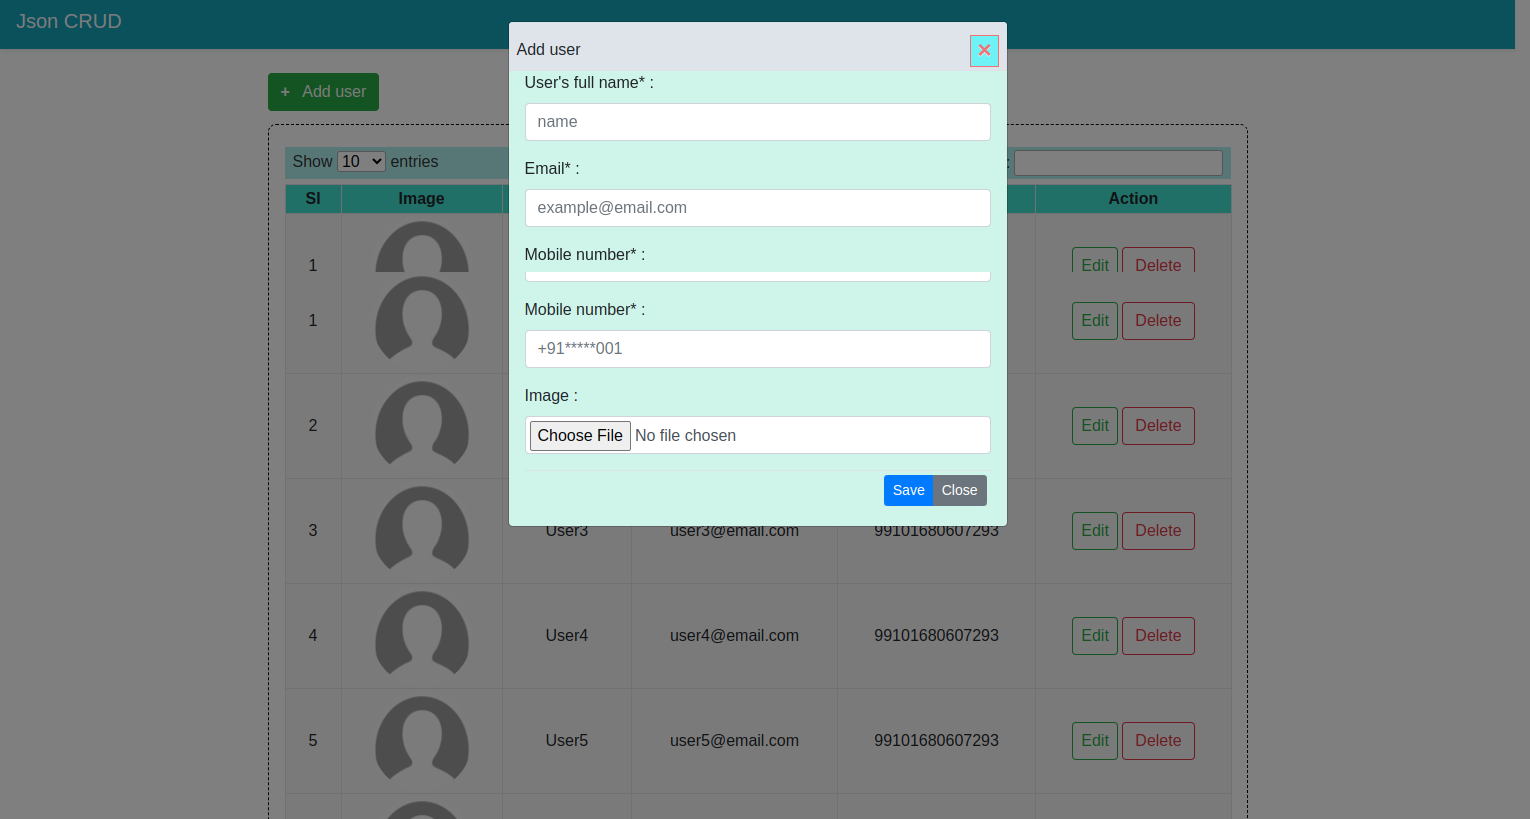 Json CRUD
Add user
×
User's full name* :
+ Add user
name
Show 10 entries
:
Email* :
Sl Image Action
example@email.com
Mobile number* :
1 Edit Delete
Mobile number* :
1 Edit Delete
+91*****001
Image :
2 Edit Delete
Choose File No file chosen
Save Close
3 User3 user3@email.com 99101680607293 Edit Delete
4 User4 user4@email.com 99101680607293 Edit Delete
5 User5 user5@email.com 99101680607293 Edit Delete